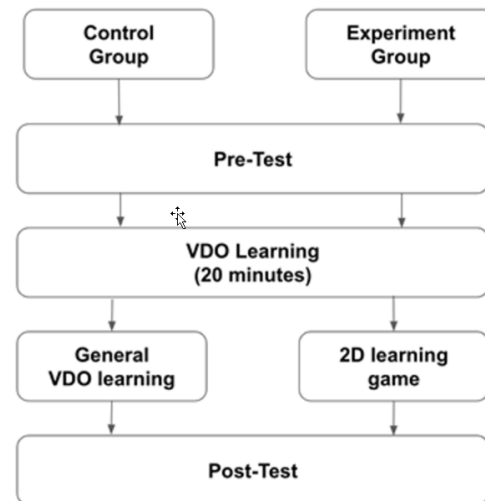 Control
Group
Experiment
Group
Pre-Test
VDO Learning
(20 minutes)
General
VDO learning
2D learning
game
Post-Test